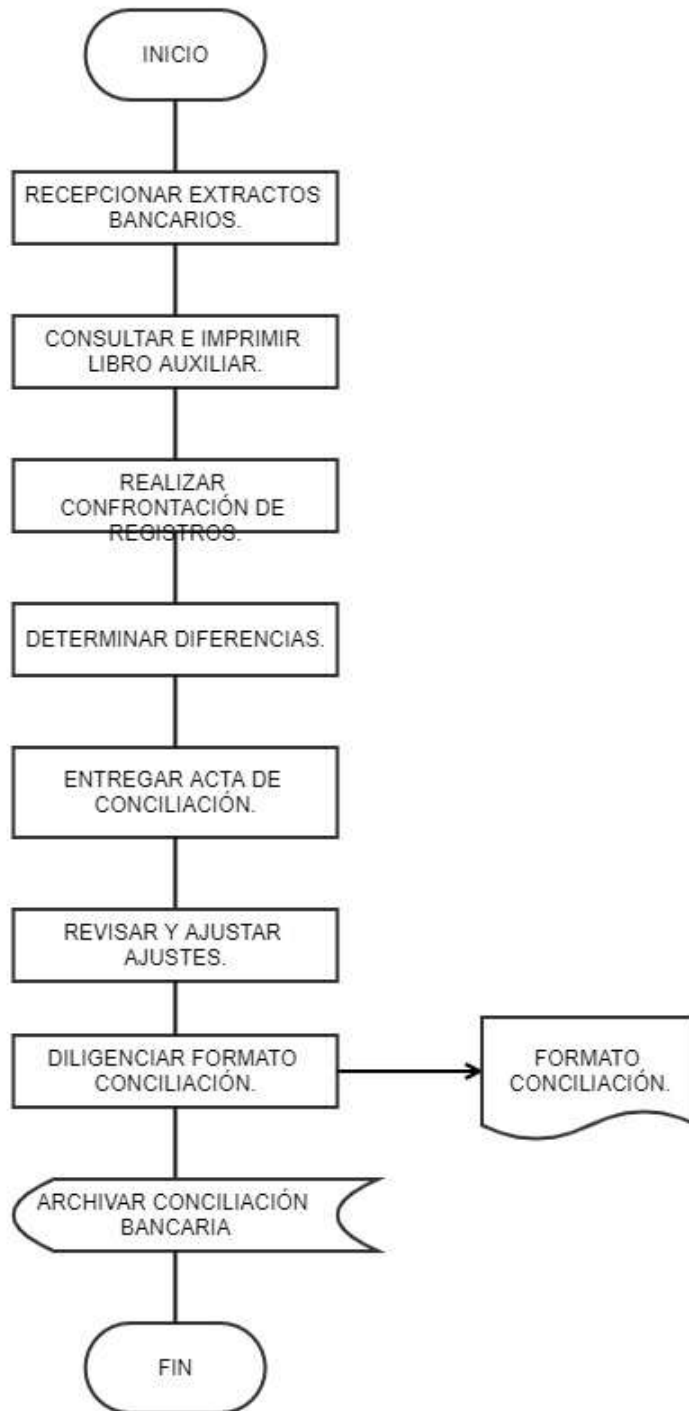 INICIO
RECEPCIONAR EXTRACTOS
BANCARIOS.
CONSULTAR E IMPRIMIR
LIBRO AUXILIAR.
REALIZAR
CONFRONTACIÓN DE
REGISTROS.
DETERMINAR DIFERENCIAS.
ENTREGAR ACTA DE
CONCILIACIÓN.
REVISAR Y AJUSTAR
AJUSTES.
DILIGENCIAR FORMATO
CONCILIACIÓN.
FORMATO
CONCILIACIÓN.
ARCHIVAR CONCILIACIÓN
BANCARIA
FIN